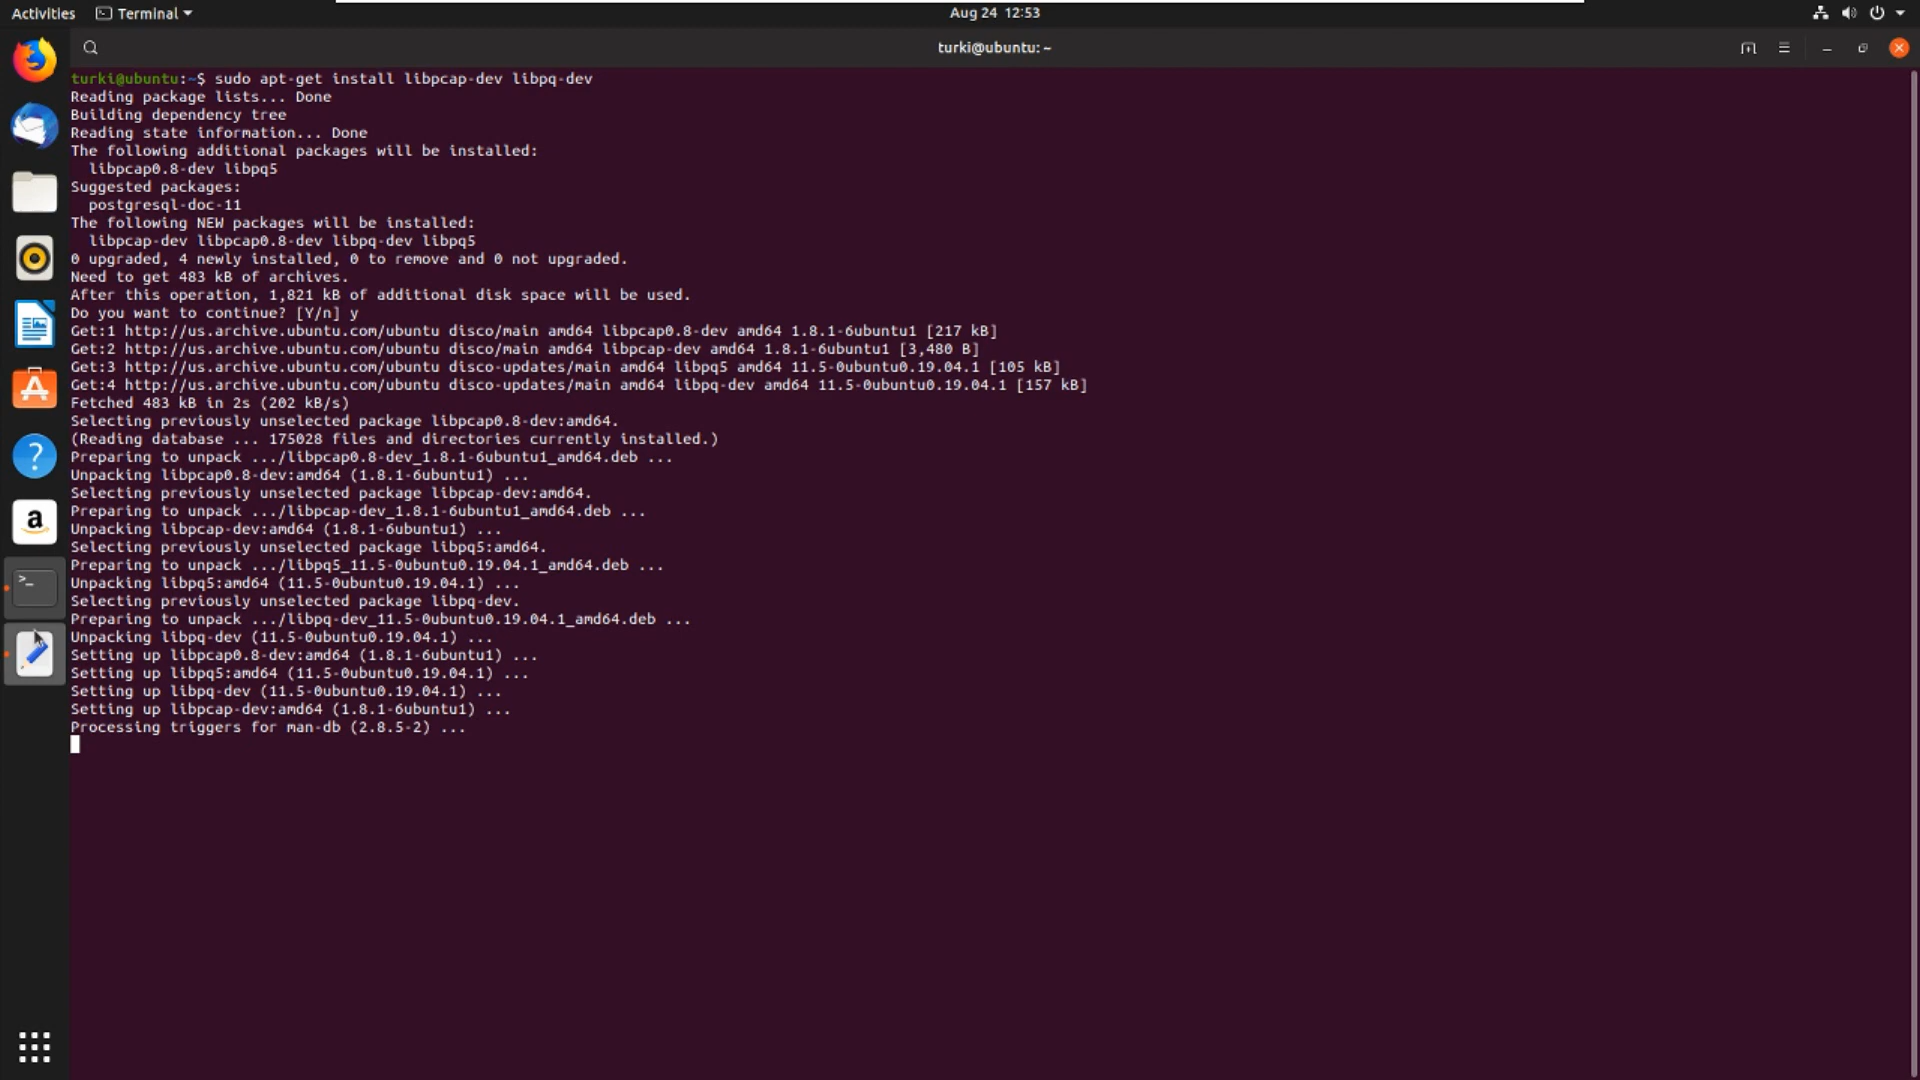 Activities
Terminal
Aug 24 12:53
turki@ubuntu: ~
turki@ubuntu:~$ sudo apt-get install libpcap-dev libpq-dev
Reading package lists... Done
Building dependency tree
Reading state information... Done
The following additional packages will be installed:
  libpcap0.8-dev libpq5
Suggested packages:
  postgresql-doc-11
The following NEW packages will be installed:
  libpcap-dev libpcap0.8-dev libpq-dev libpq5
0 upgraded, 4 newly installed, 0 to remove and 0 not upgraded.
Need to get 483 kB of archives.
After this operation, 1,821 kB of additional disk space will be used.
Do you want to continue? [Y/n] y
Get:1 http://us.archive.ubuntu.com/ubuntu disco/main amd64 libpcap0.8-dev amd64 1.8.1-6ubuntu1 [217 kB]
Get:2 http://us.archive.ubuntu.com/ubuntu disco/main amd64 libpcap-dev amd64 1.8.1-6ubuntu1 [3,480 B]
Get:3 http://us.archive.ubuntu.com/ubuntu disco-updates/main amd64 libpq5 amd64 11.5-0ubuntu0.19.04.1 [105 kB]
Get:4 http://us.archive.ubuntu.com/ubuntu disco-updates/main amd64 libpq-dev amd64 11.5-0ubuntu0.19.04.1 [157 kB]
Fetched 483 kB in 2s (202 kB/s)
Selecting previously unselected package libpcap0.8-dev:amd64.
(Reading database ... 175028 files and directories currently installed.)
Preparing to unpack .../libpcap0.8-dev_1.8.1-6ubuntu1_amd64.deb ...
Unpacking libpcap0.8-dev:amd64 (1.8.1-6ubuntu1) ...
Selecting previously unselected package libpcap-dev:amd64.
Preparing to unpack .../libpcap-dev_1.8.1-6ubuntu1_amd64.deb ...
Unpacking libpcap-dev:amd64 (1.8.1-6ubuntu1) ...
Selecting previously unselected package libpq5:amd64.
Preparing to unpack .../libpq5_11.5-0ubuntu0.19.04.1_amd64.deb ...
Unpacking libpq5:amd64 (11.5-0ubuntu0.19.04.1) ...
Selecting previously unselected package libpq-dev.
Preparing to unpack .../libpq-dev_11.5-0ubuntu0.19.04.1_amd64.deb ...
Unpacking libpq-dev (11.5-0ubuntu0.19.04.1) ...
Setting up libpcap0.8-dev:amd64 (1.8.1-6ubuntu1) ...
Setting up libpq5:amd64 (11.5-0ubuntu0.19.04.1) ...
Setting up libpq-dev (11.5-0ubuntu0.19.04.1) ...
Setting up libpcap-dev:amd64 (1.8.1-6ubuntu1) ...
Processing triggers for man-db (2.8.5-2) ...